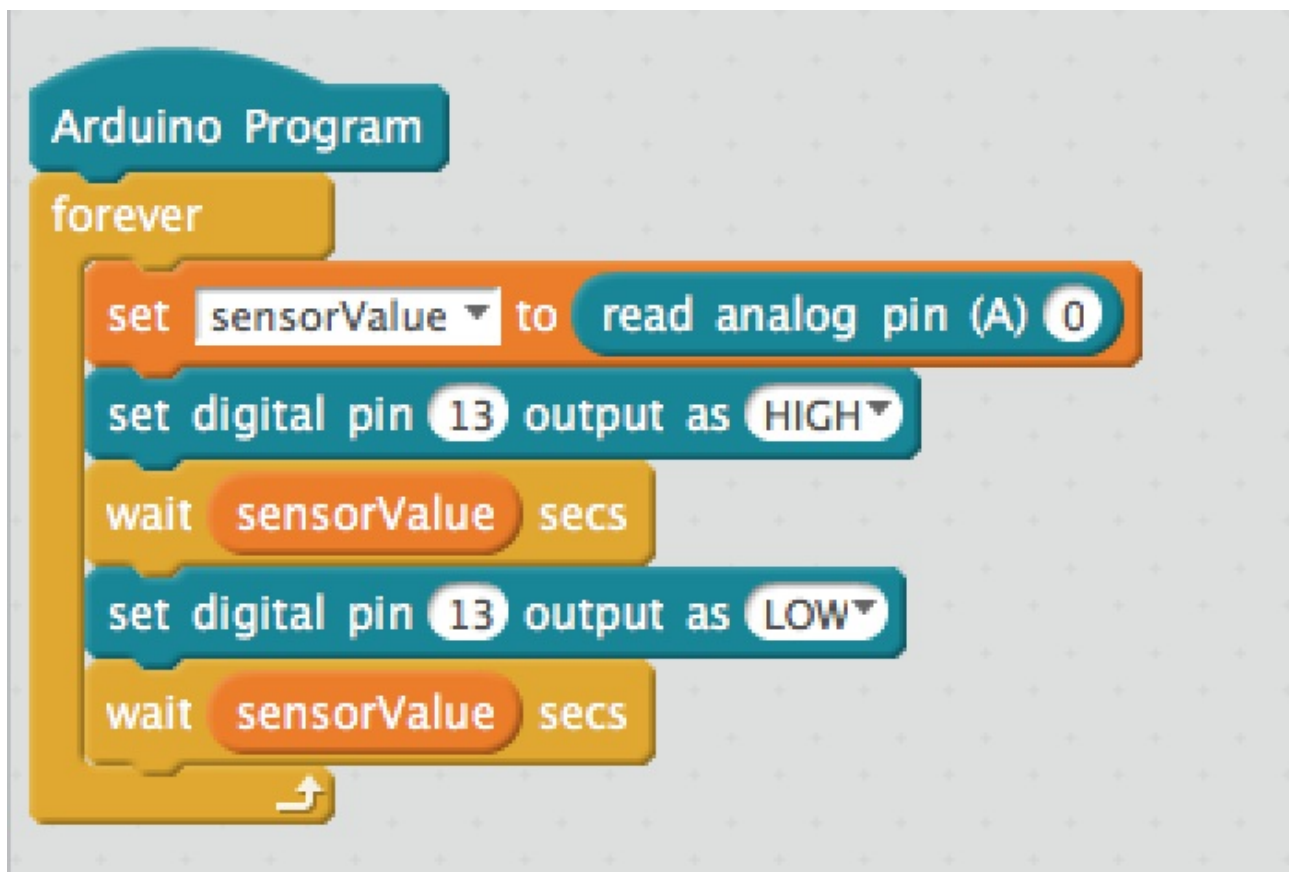 Arduino Program
forever
set sensorValue to read analog pin (A) 0
set digital pin 13 output as HIGH
wait sensorValue secs
set digital pin 13 output as LOW
wait sensorValue secs